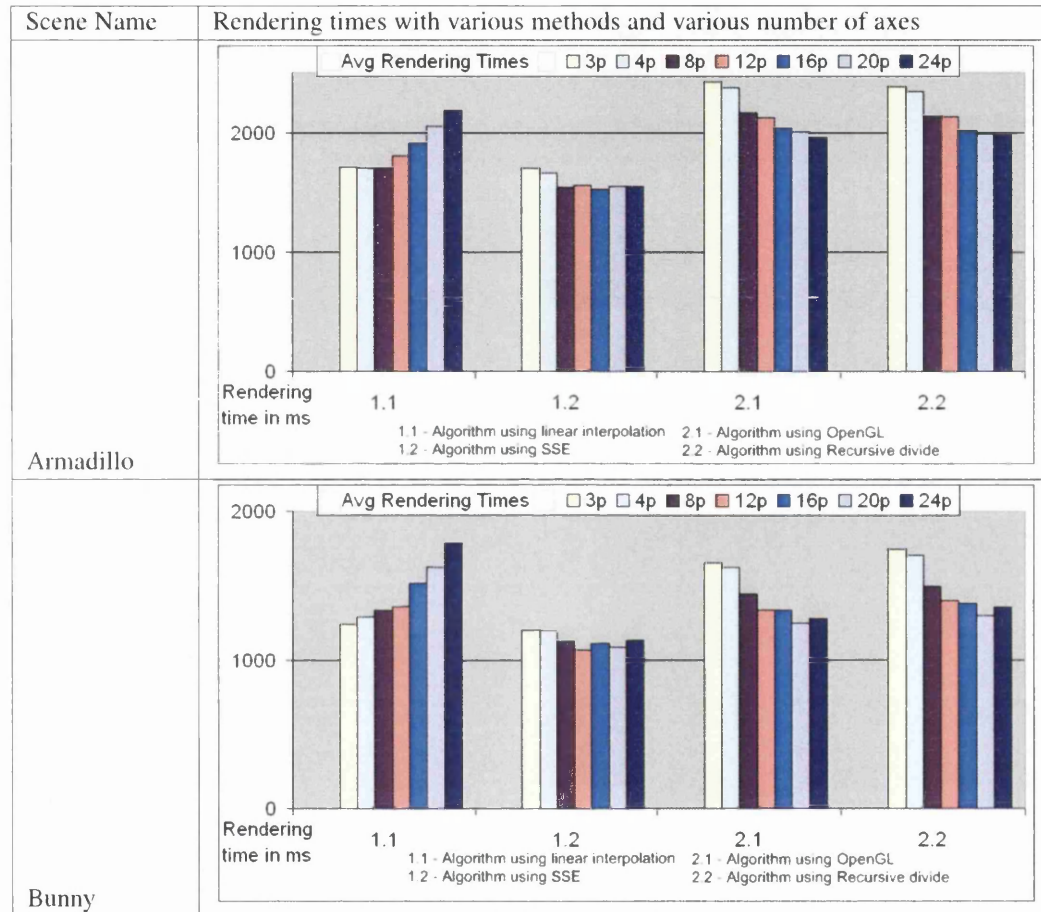 Scene Name Rendering times with various methods and various number of axes
Avg Rendering Times 3p 4p 8p 12p 16p 20p 24p
2000
1000
0
Rendering time in ms
1.1 1.2 2.1 2.2
1.1 - Algorithm using linear interpolation 2.1 - Algorithm using OpenGL
1.2 - Algorithm using SSE 2.2 - Algorithm using Recursive divide
Armadillo
Avg Rendering Times 3p 4p 8p 12p 16p 20p 24p
2000
1000
0
Rendering time in ms
1.1 1.2 2.1 2.2
1.1 - Algorithm using linear interpolation 2.1 - Algorithm using OpenGL
1.2 - Algorithm using SSE 2.2 - Algorithm using Recursive divide
Bunny